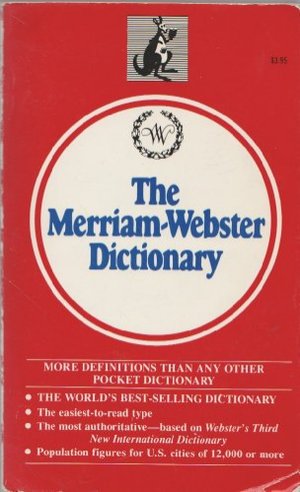 $3.95
W
The
Merriam-Webster
Dictionary
MORE DEFINITIONS THAN ANY OTHER
POCKET DICTIONARY
• THE WORLD'S BEST-SELLING DICTIONARY
• The easiest-to-read type
• The most authoritative—based on Webster's Third
New International Dictionary
• Population figures for U.S. cities of 12,000 or more